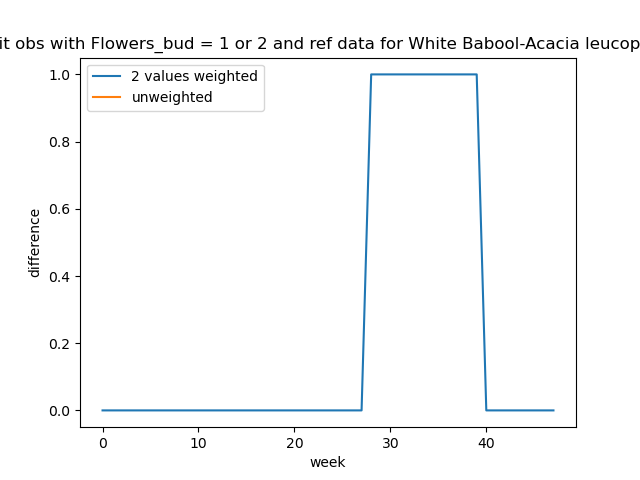 it obs with Flowers_bud = 1 or 2 and ref data for White Babool-Acacia leucop
2 values weighted
unweighted
1.0
0.8
0.6
0.4
0.2
0.0
difference
0 10 20 30 40
week